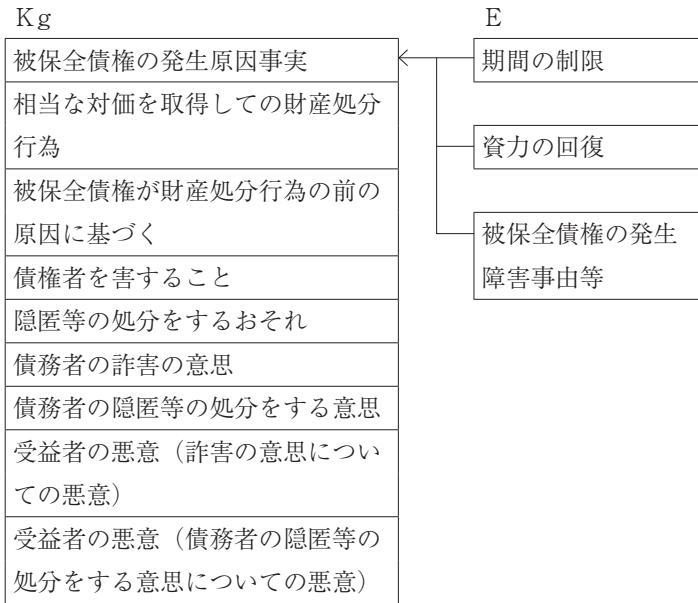 Kg
被保全債権の発生原因事実
相当な対価を取得しての財産処分
行為
被保全債権が財産処分行為の前の
原因に基づく
債権者を害すること
隠匿等の処分をするおそれ
債務者の詐害の意思
債務者の隠匿等の処分をする意思
受益者の悪意（詐害の意思につい
ての悪意）
受益者の悪意（債務者の隠匿等の
処分をする意思についての悪意）
E
期間の制限
資力の回復
被保全債権の発生
障害事由等